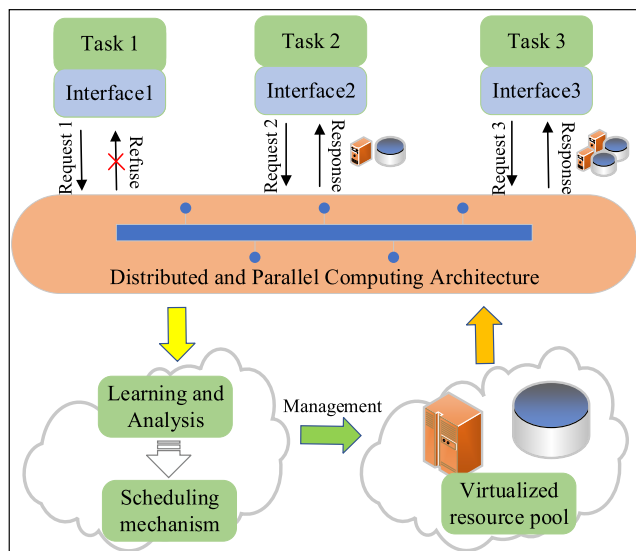 Task 1
Task 2
Task 3
Interface1
Interface2
Interface3
Request 1
Refuse
Request 2
Response
Rebuest 3
Response
Distributed and Parallel Computing Architecture
Learning and
Analysis
Management
Scheduling
mechanism
Virtualized
resource pool